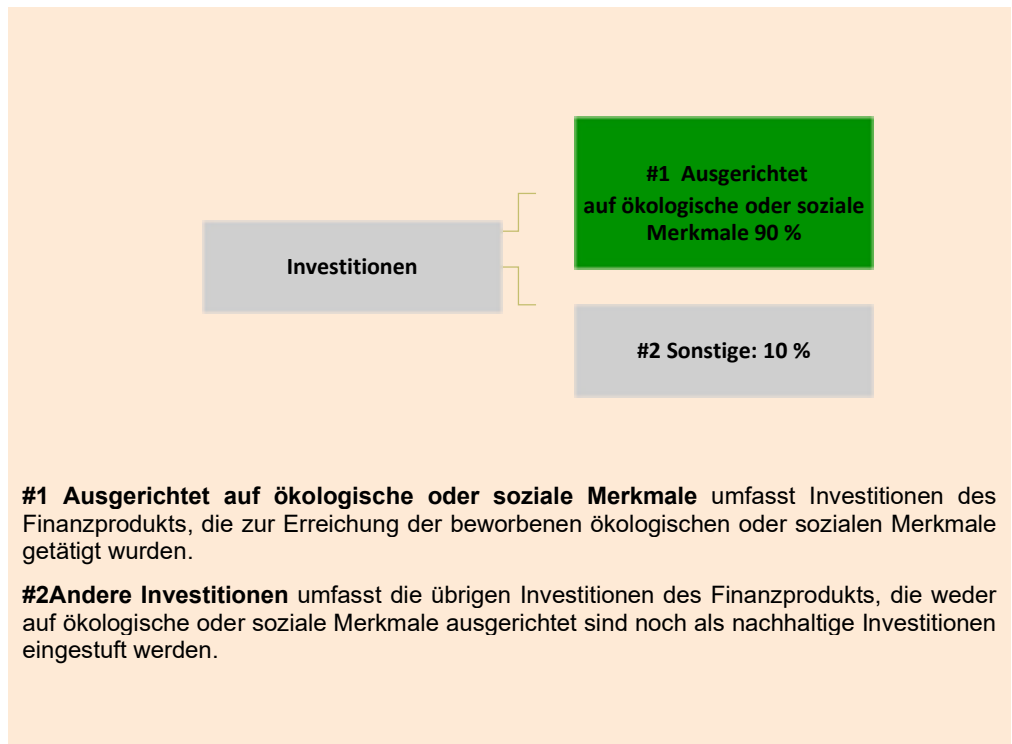 #1 Ausgerichtet
auf ökologische oder soziale
Merkmale 90 %
Investitionen
#2 Sonstige: 10 %
#1 Ausgerichtet auf ökologische oder soziale Merkmale umfasst Investitionen des
Finanzprodukts, die zur Erreichung der beworbenen ökologischen oder sozialen Merkmale
getätigt wurden.
#2Andere Investitionen umfasst die übrigen Investitionen des Finanzprodukts, die weder
auf ökologische oder soziale Merkmale ausgerichtet sind noch als nachhaltige Investitionen
eingestuft werden.